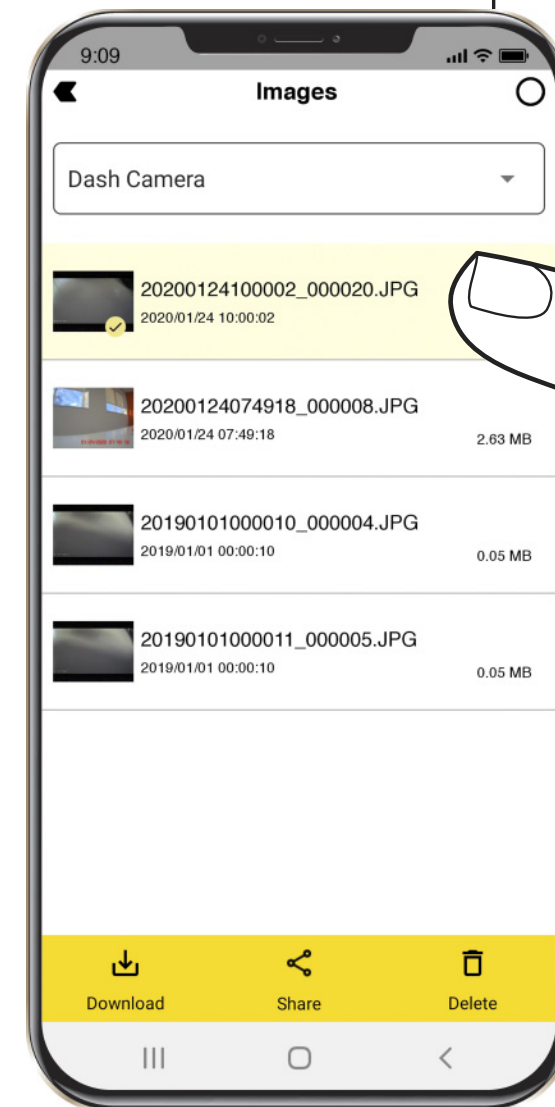 9:09
Images
Dash Camera
20200124100002_000020.JPG
2020/01/24 10:00:02
20200124074918_000008.JPG
2020/01/24 07:49:18
2.63 MB
20190101000010_000004.JPG
2019/01/01 00:00:10
0.05 MB
20190101000011_000005.JPG
2019/01/01 00:00:10
0.05 MB
Download Share Delete